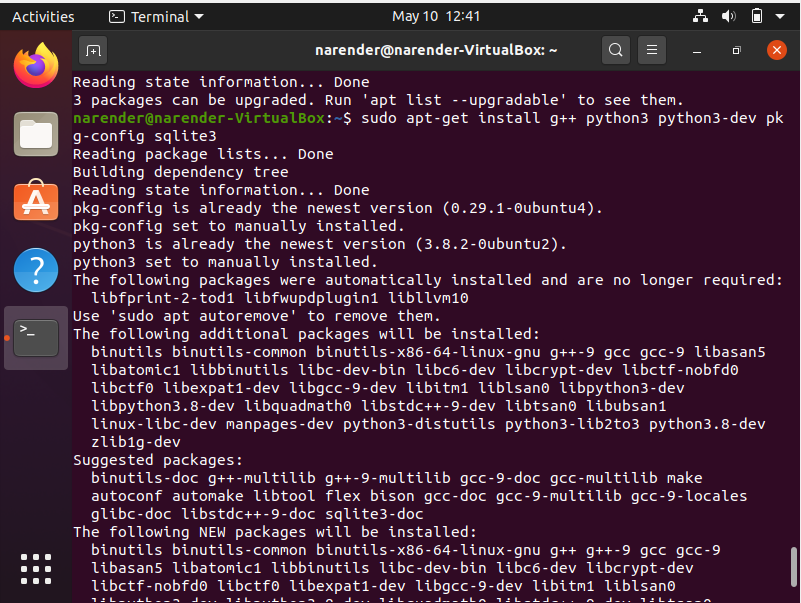 Activities
Terminal
May 10 12:41
narender@narender-VirtualBox: ~
Reading state information... Done
3 packages can be upgraded. Run 'apt list --upgradable' to see them.
narender@narender-VirtualBox:~$ sudo apt-get install g++ python3 python3-dev pk
g-config sqlite3
Reading package lists... Done
Building dependency tree
Reading state information... Done
pkg-config is already the newest version (0.29.1-0ubuntu4).
pkg-config set to manually installed.
python3 is already the newest version (3.8.2-0ubuntu2).
python3 set to manually installed.
The following packages were automatically installed and are no longer required:
  libfprint-2-tod1 libfwupdplugin1 libllvm10
Use 'sudo apt autoremove' to remove them.
The following additional packages will be installed:
  binutils binutils-common binutils-x86-64-linux-gnu g++-9 gcc gcc-9 libasan5
  libatomic1 libbinutils libc-dev-bin libc6-dev libcrypt-dev libctf-nobfd0
  libctf0 libexpat1-dev libgcc-9-dev libitm1 liblsan0 libpython3-dev
  libpython3.8-dev libquadmath0 libstdc++-9-dev libtsan0 libubsan1
  linux-libc-dev manpages-dev python3-distutils python3-lib2to3 python3.8-dev
  zlib1g-dev
Suggested packages:
  binutils-doc g++-multilib g++-9-multilib gcc-9-doc gcc-multilib make
  autoconf automake libtool flex bison gcc-doc gcc-9-multilib gcc-9-locales
  glibc-doc libstdc++-9-doc sqlite3-doc
The following NEW packages will be installed:
  binutils binutils-common binutils-x86-64-linux-gnu g++ g++-9 gcc gcc-9
  libasan5 libatomic1 libbinutils libc-dev-bin libc6-dev libcrypt-dev
  libctf-nobfd0 libctf0 libexpat1-dev libgcc-9-dev libitm1 liblsan0
  libpython3-dev libpython3.8-dev libquadmath0 libstdc++-9-dev libtsan0